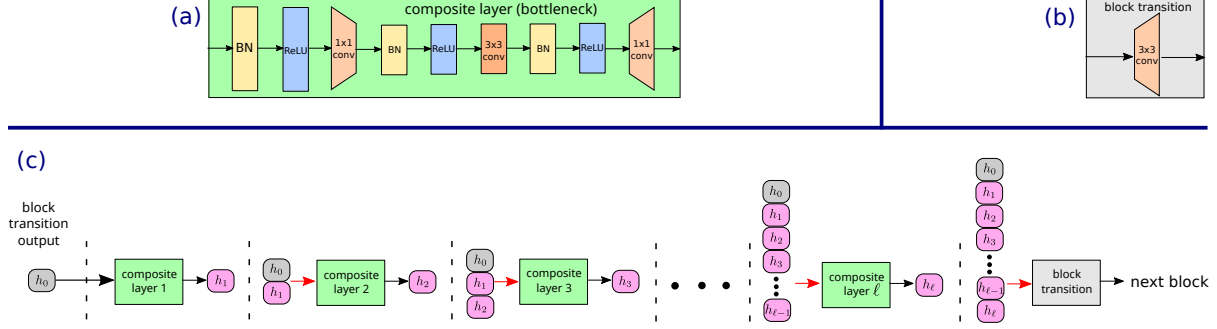 (a)
composite layer (bottleneck)
BN
ReLU
1x1
conv
BN
ReLU
3x3
conv
BN
ReLU
1x1
conv
(b)
block transition
3x3
conv
(c)
block
transition
output
h₀
composite
layer 1
h₁
h₀
h₁
composite
layer 2
h₂
h₀
h₁
h₂
composite
layer 3
h₃
h₀
h₁
h₂
h₃
hℓ₋₁
composite
layer ℓ
hℓ
h₀
h₁
h₂
h₃
hℓ₋₁
hℓ
block
transition
next block